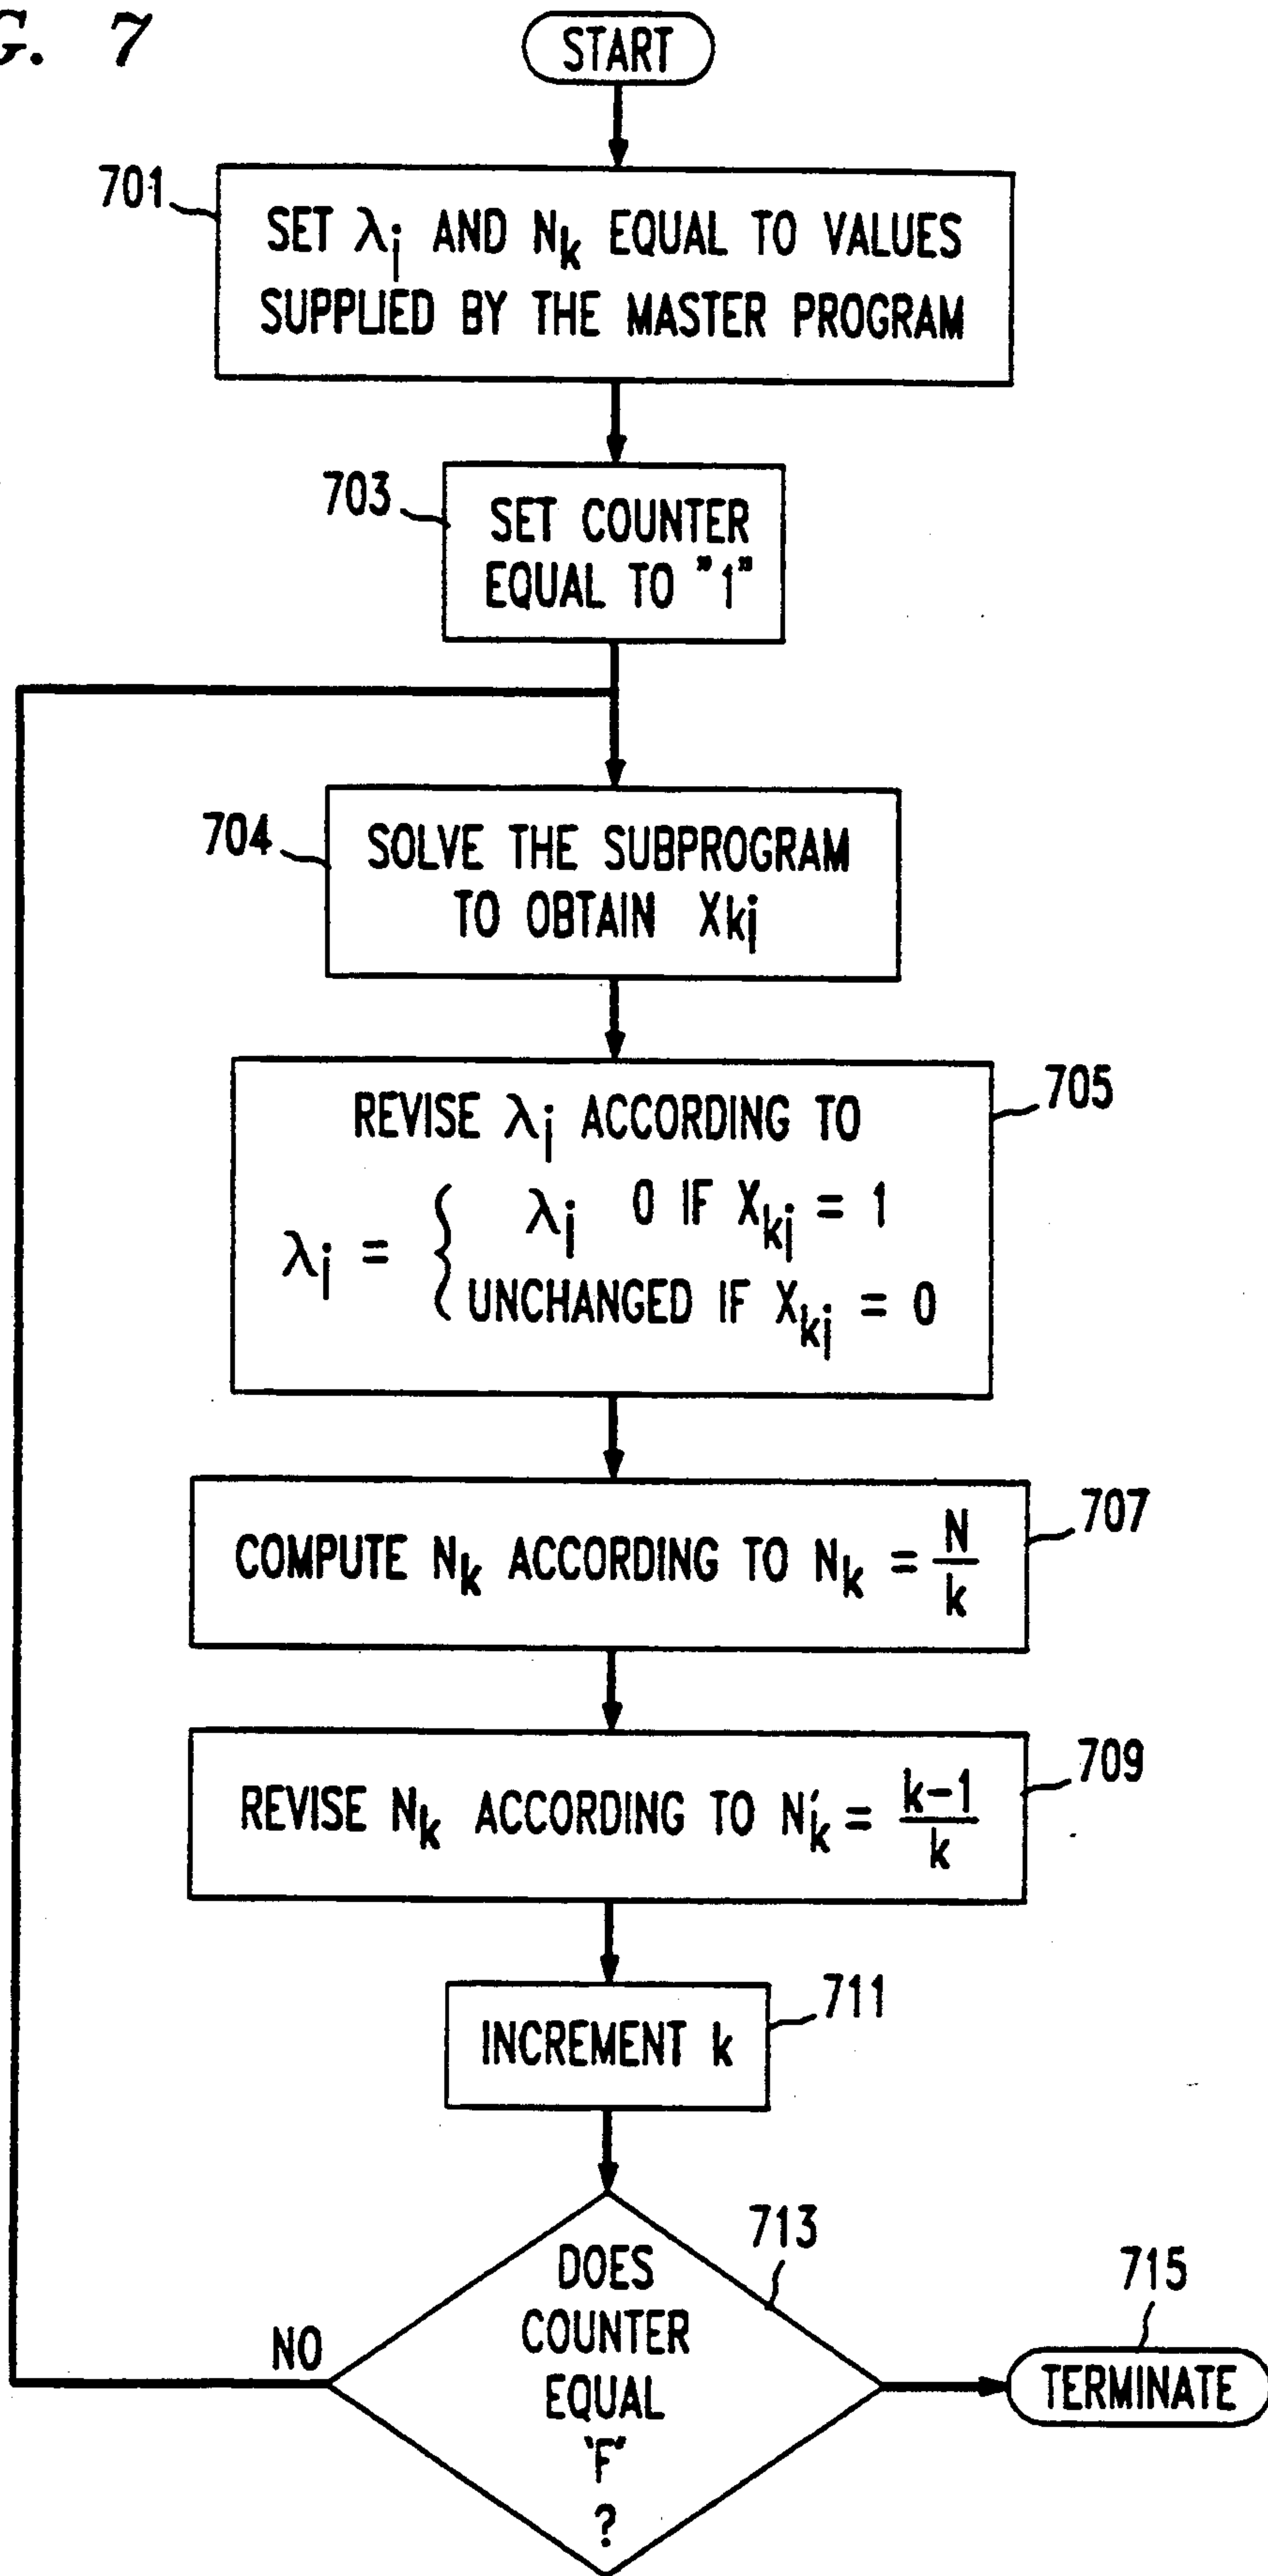 G. 7
START
701
SET λj AND Nk EQUAL TO VALUES
SUPPLIED BY THE MASTER PROGRAM
703
SET COUNTER
EQUAL TO "1"
704
SOLVE THE SUBPROGRAM
TO OBTAIN Xkj
705
REVISE λj ACCORDING TO
λj = { λj 0 IF Xkj = 1
UNCHANGED IF Xkj = 0
707
COMPUTE Nk ACCORDING TO Nk = N/k
709
REVISE Nk ACCORDING TO N'k = k-1/k
711
INCREMENT k
713
DOES
COUNTER
EQUAL
'F'
?
NO
715
TERMINATE